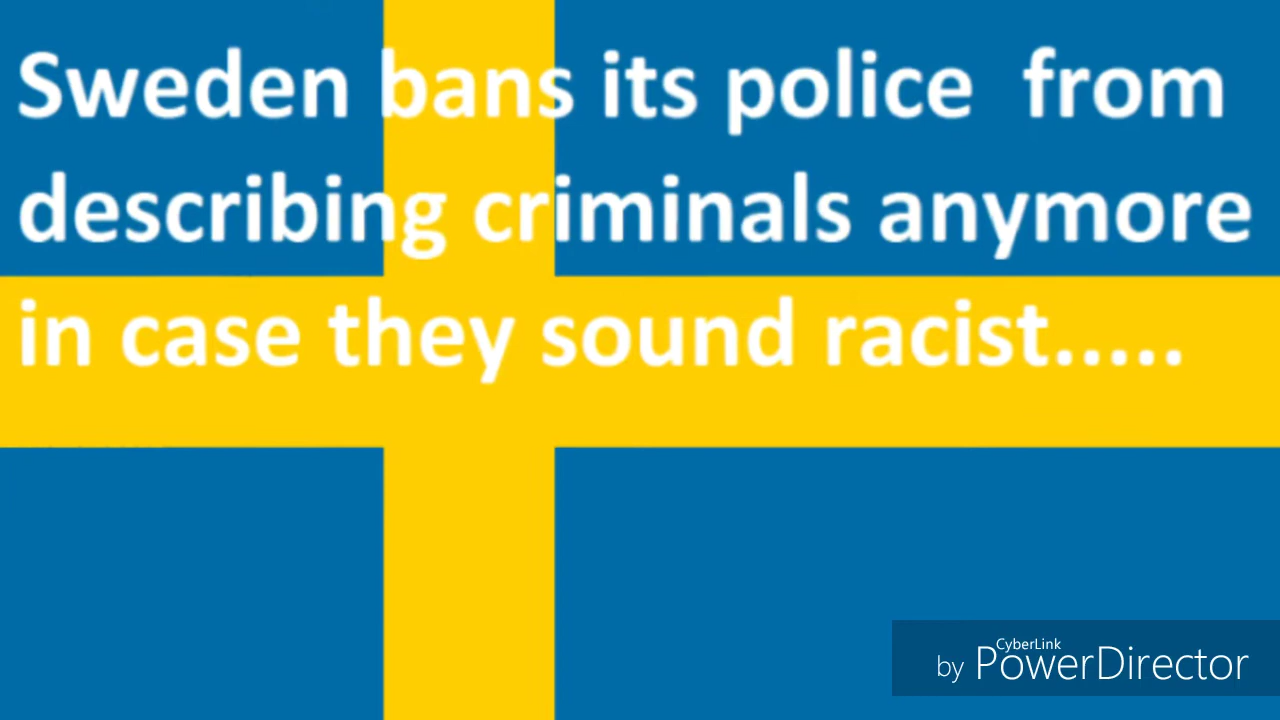 Sweden bans its police from
describing criminals anymore
in case they sound racist.....
CyberLink
by PowerDirector